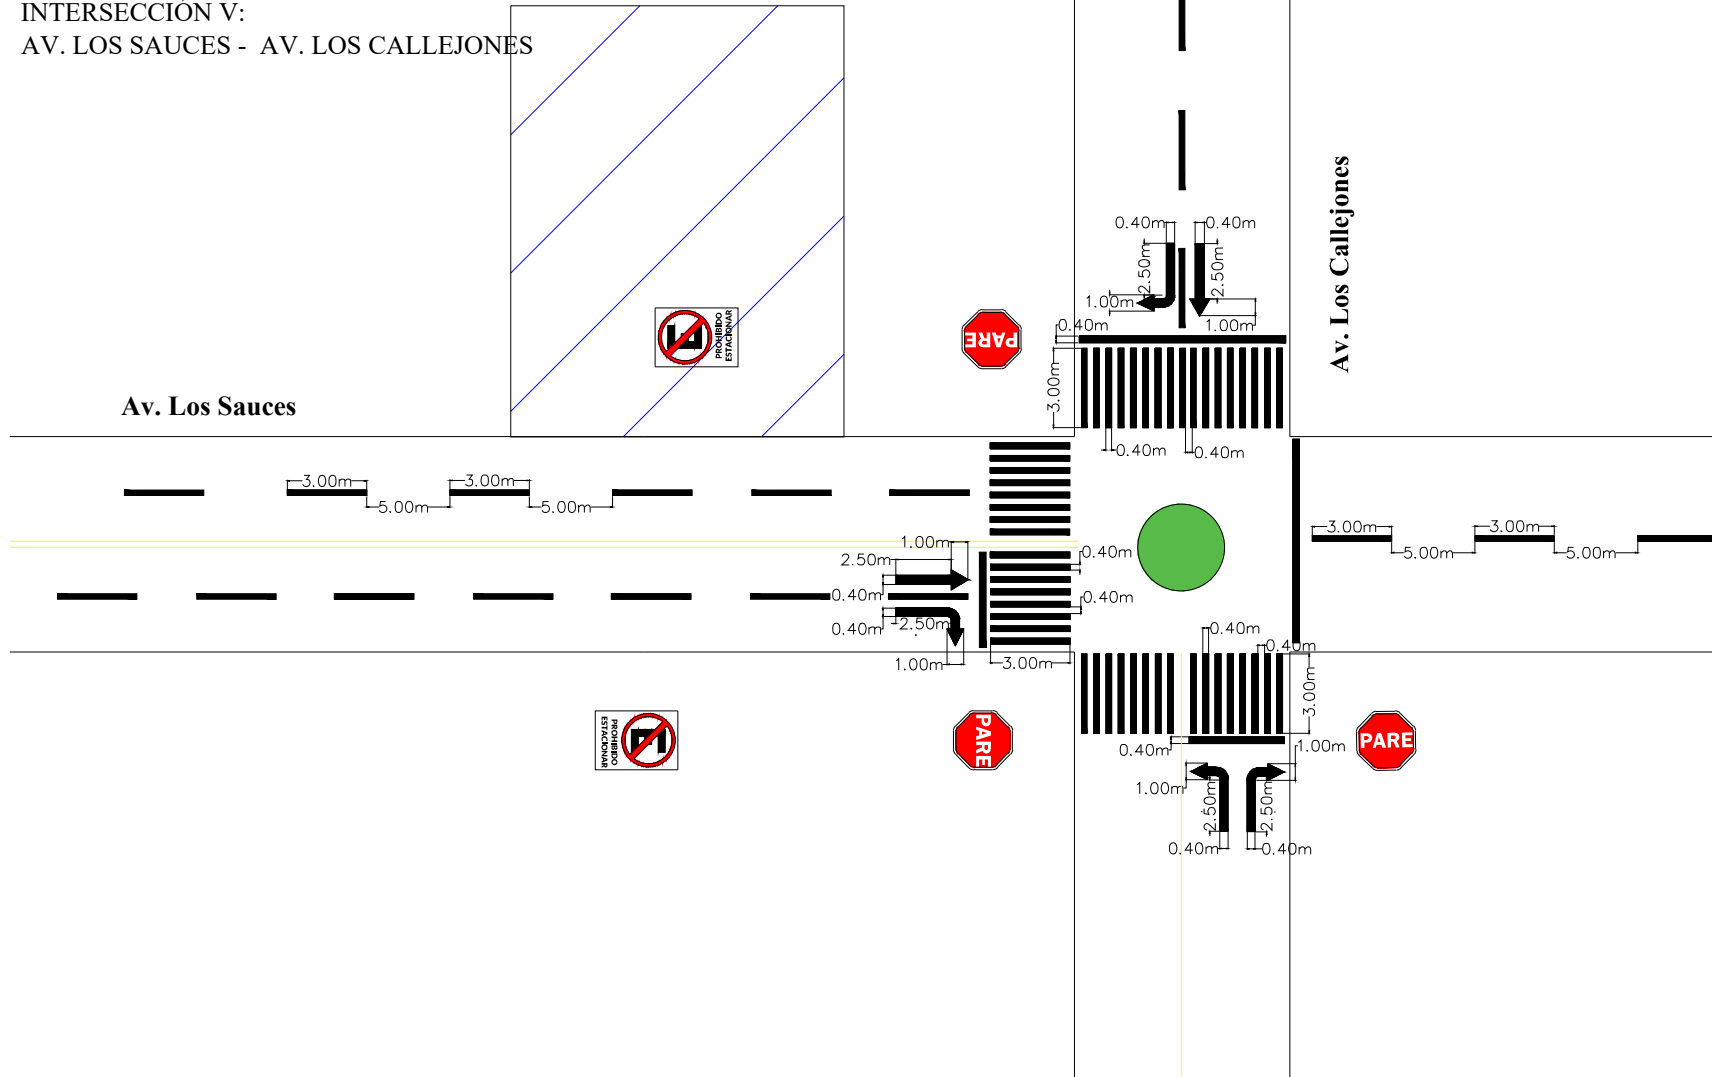 INTERSECCIÓN V:
AV. LOS SAUCES - AV. LOS CALLEJONES
Av. Los Callejones
0.40m
0.40m
2.50m
2.50m
1.00m
1.00m
0.40m
3.00m
PARE
PROHIBIDO
ESTACIONAR
Av. Los Sauces
0.40m
0.40m
3.00m
3.00m
5.00m
5.00m
3.00m
3.00m
5.00m
5.00m
1.00m
2.50m
0.40m
0.40m
0.40m
0.40m
2.50m
1.00m
3.00m
0.40m
0.40m
3.00m
PROHIBIDO
ESTACIONAR
PARE
PARE
0.40m
1.00m
1.00m
2.50m
2.50m
0.40m
0.40m